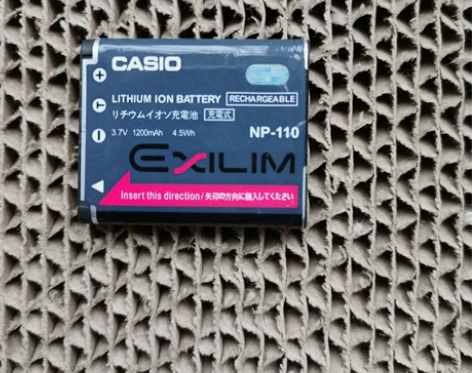 CASIO
LITHIUM ION BATTERY RECHARGEABLE
リチウムイオン充電池 充電式
3.7V 1200mAh 4.5Wh NP-110
EXILIM
Insert this direction/矢印の方向に挿入してください